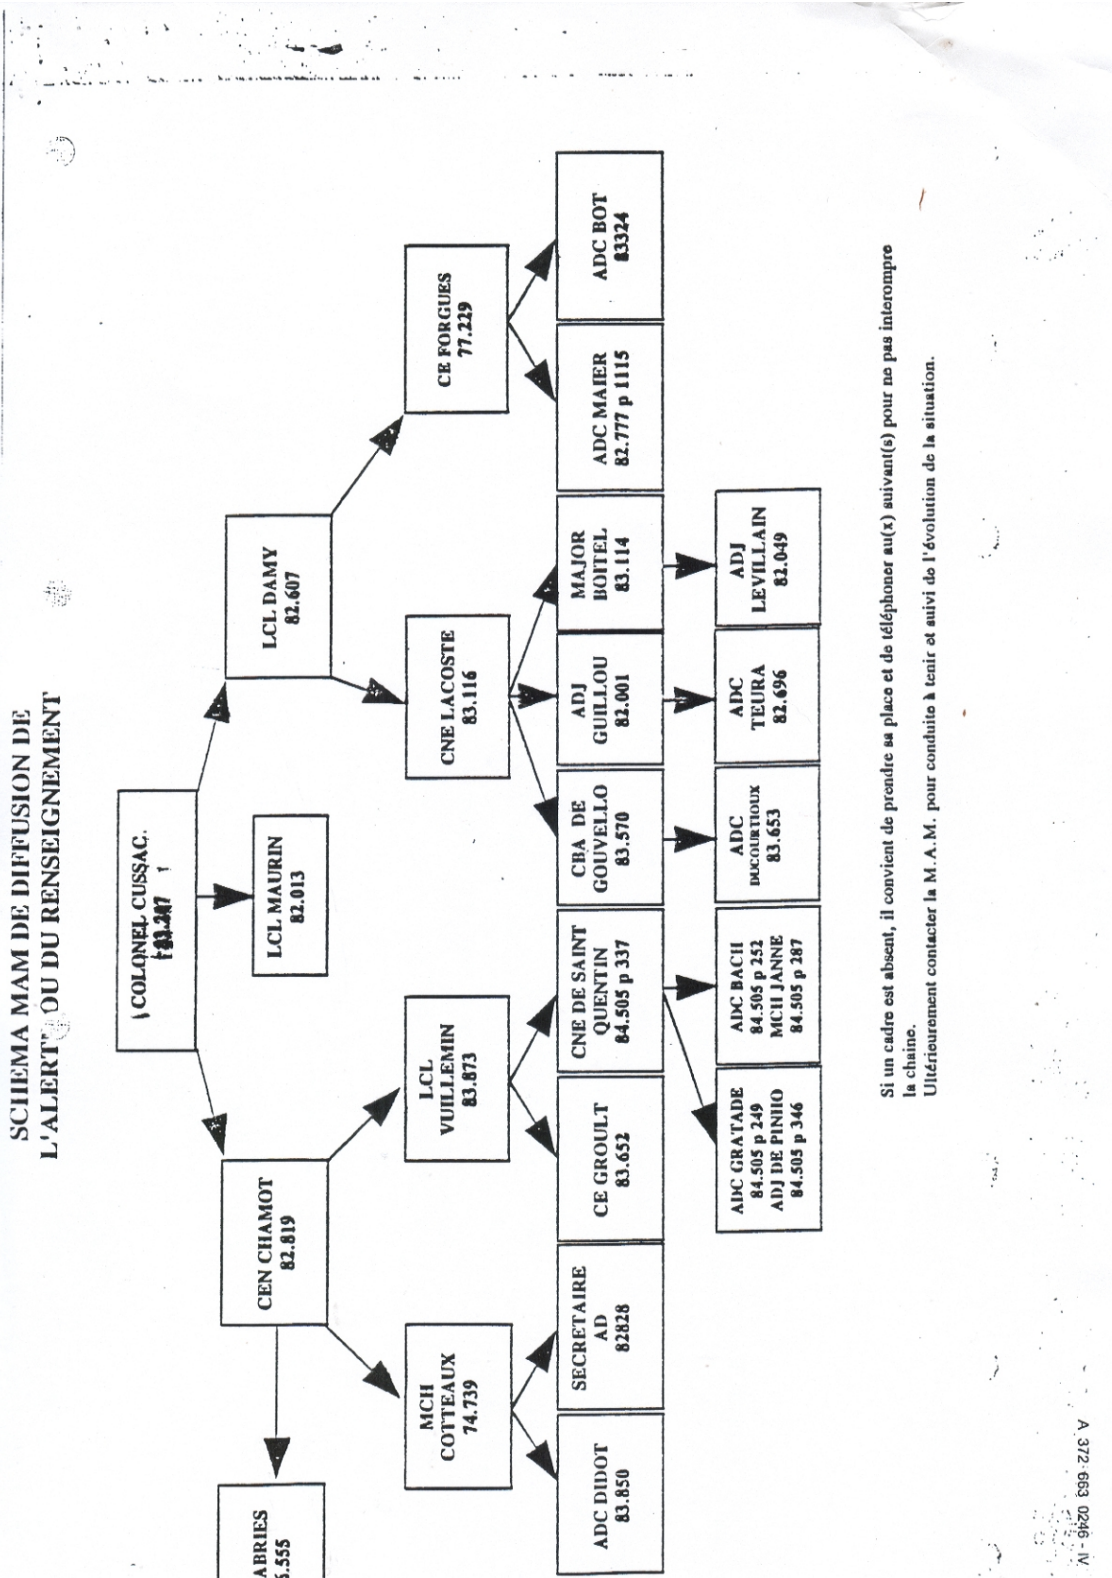 SCHEMA MAM DE DIFFUSION DE
L'ALERTE OU DU RENSEIGNEMENT
COLONEL CUSSAC.
LCL MAURIN
82.013
CEN CHAMOT
82.819
LCL DAMY
82.607
ABRIES
.555
MCH
COTTEAUX
74.739
LCL
VUILLEMIN
83.873
CNE LACOSTE
83.116
CE FORGUES
77.229
ADC DIDOT
83.850
SECRETAIRE
AD
82828
CE GROULT
83.652
CNE DE SAINT
QUENTIN
84.505 p 337
CBA DE
GOUVELLO
83.570
ADJ
GUILLOU
82.001
MAJOR
BOITEL
83.114
ADC MAIER
82.777 p 1115
ADC BOT
83324
ADC GRATADE
84.505 p 249
ADJ DE PINHO
84.505 p 346
ADC BACH
84.505 p 252
MCH JANNE
84.505 p 287
ADC
DUCOURTIOUX
83.653
ADC
TEURA
82.696
ADJ
LEVILLAIN
82.049
Si un cadre est absent, il convient de prendre sa place et de téléphoner au(x) suivant(s) pour ne pas interompre
la chaine.
Ultérieurement contacter la M.A.M. pour conduite à tenir et suivi de l'évolution de la situation.
A 372 663 0246 - IV